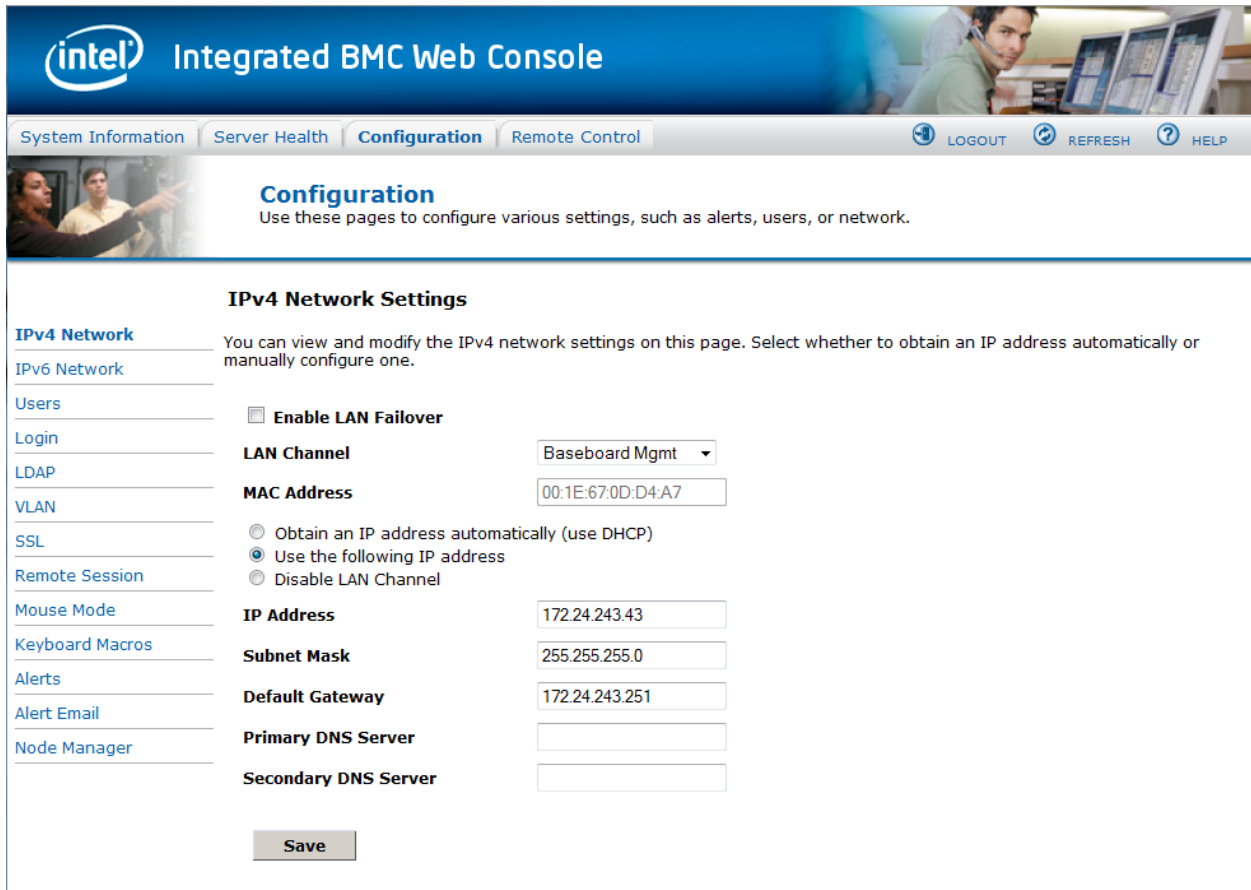 intel Integrated BMC Web Console
System Information Server Health Configuration Remote Control LOGOUT REFRESH ? HELP
Configuration
Use these pages to configure various settings, such as alerts, users, or network.
IPv4 Network Settings
You can view and modify the IPv4 network settings on this page. Select whether to obtain an IP address automatically or
manually configure one.
IPv4 Network
IPv6 Network
Users
Login
LDAP
VLAN
SSL
Remote Session
Mouse Mode
Keyboard Macros
Alerts
Alert Email
Node Manager
Enable LAN Failover
LAN Channel Baseboard Mgmt
MAC Address 00:1E:67:0D:D4:A7
Obtain an IP address automatically (use DHCP)
Use the following IP address
Disable LAN Channel
IP Address 172.24.243.43
Subnet Mask 255.255.255.0
Default Gateway 172.24.243.251
Primary DNS Server
Secondary DNS Server
Save